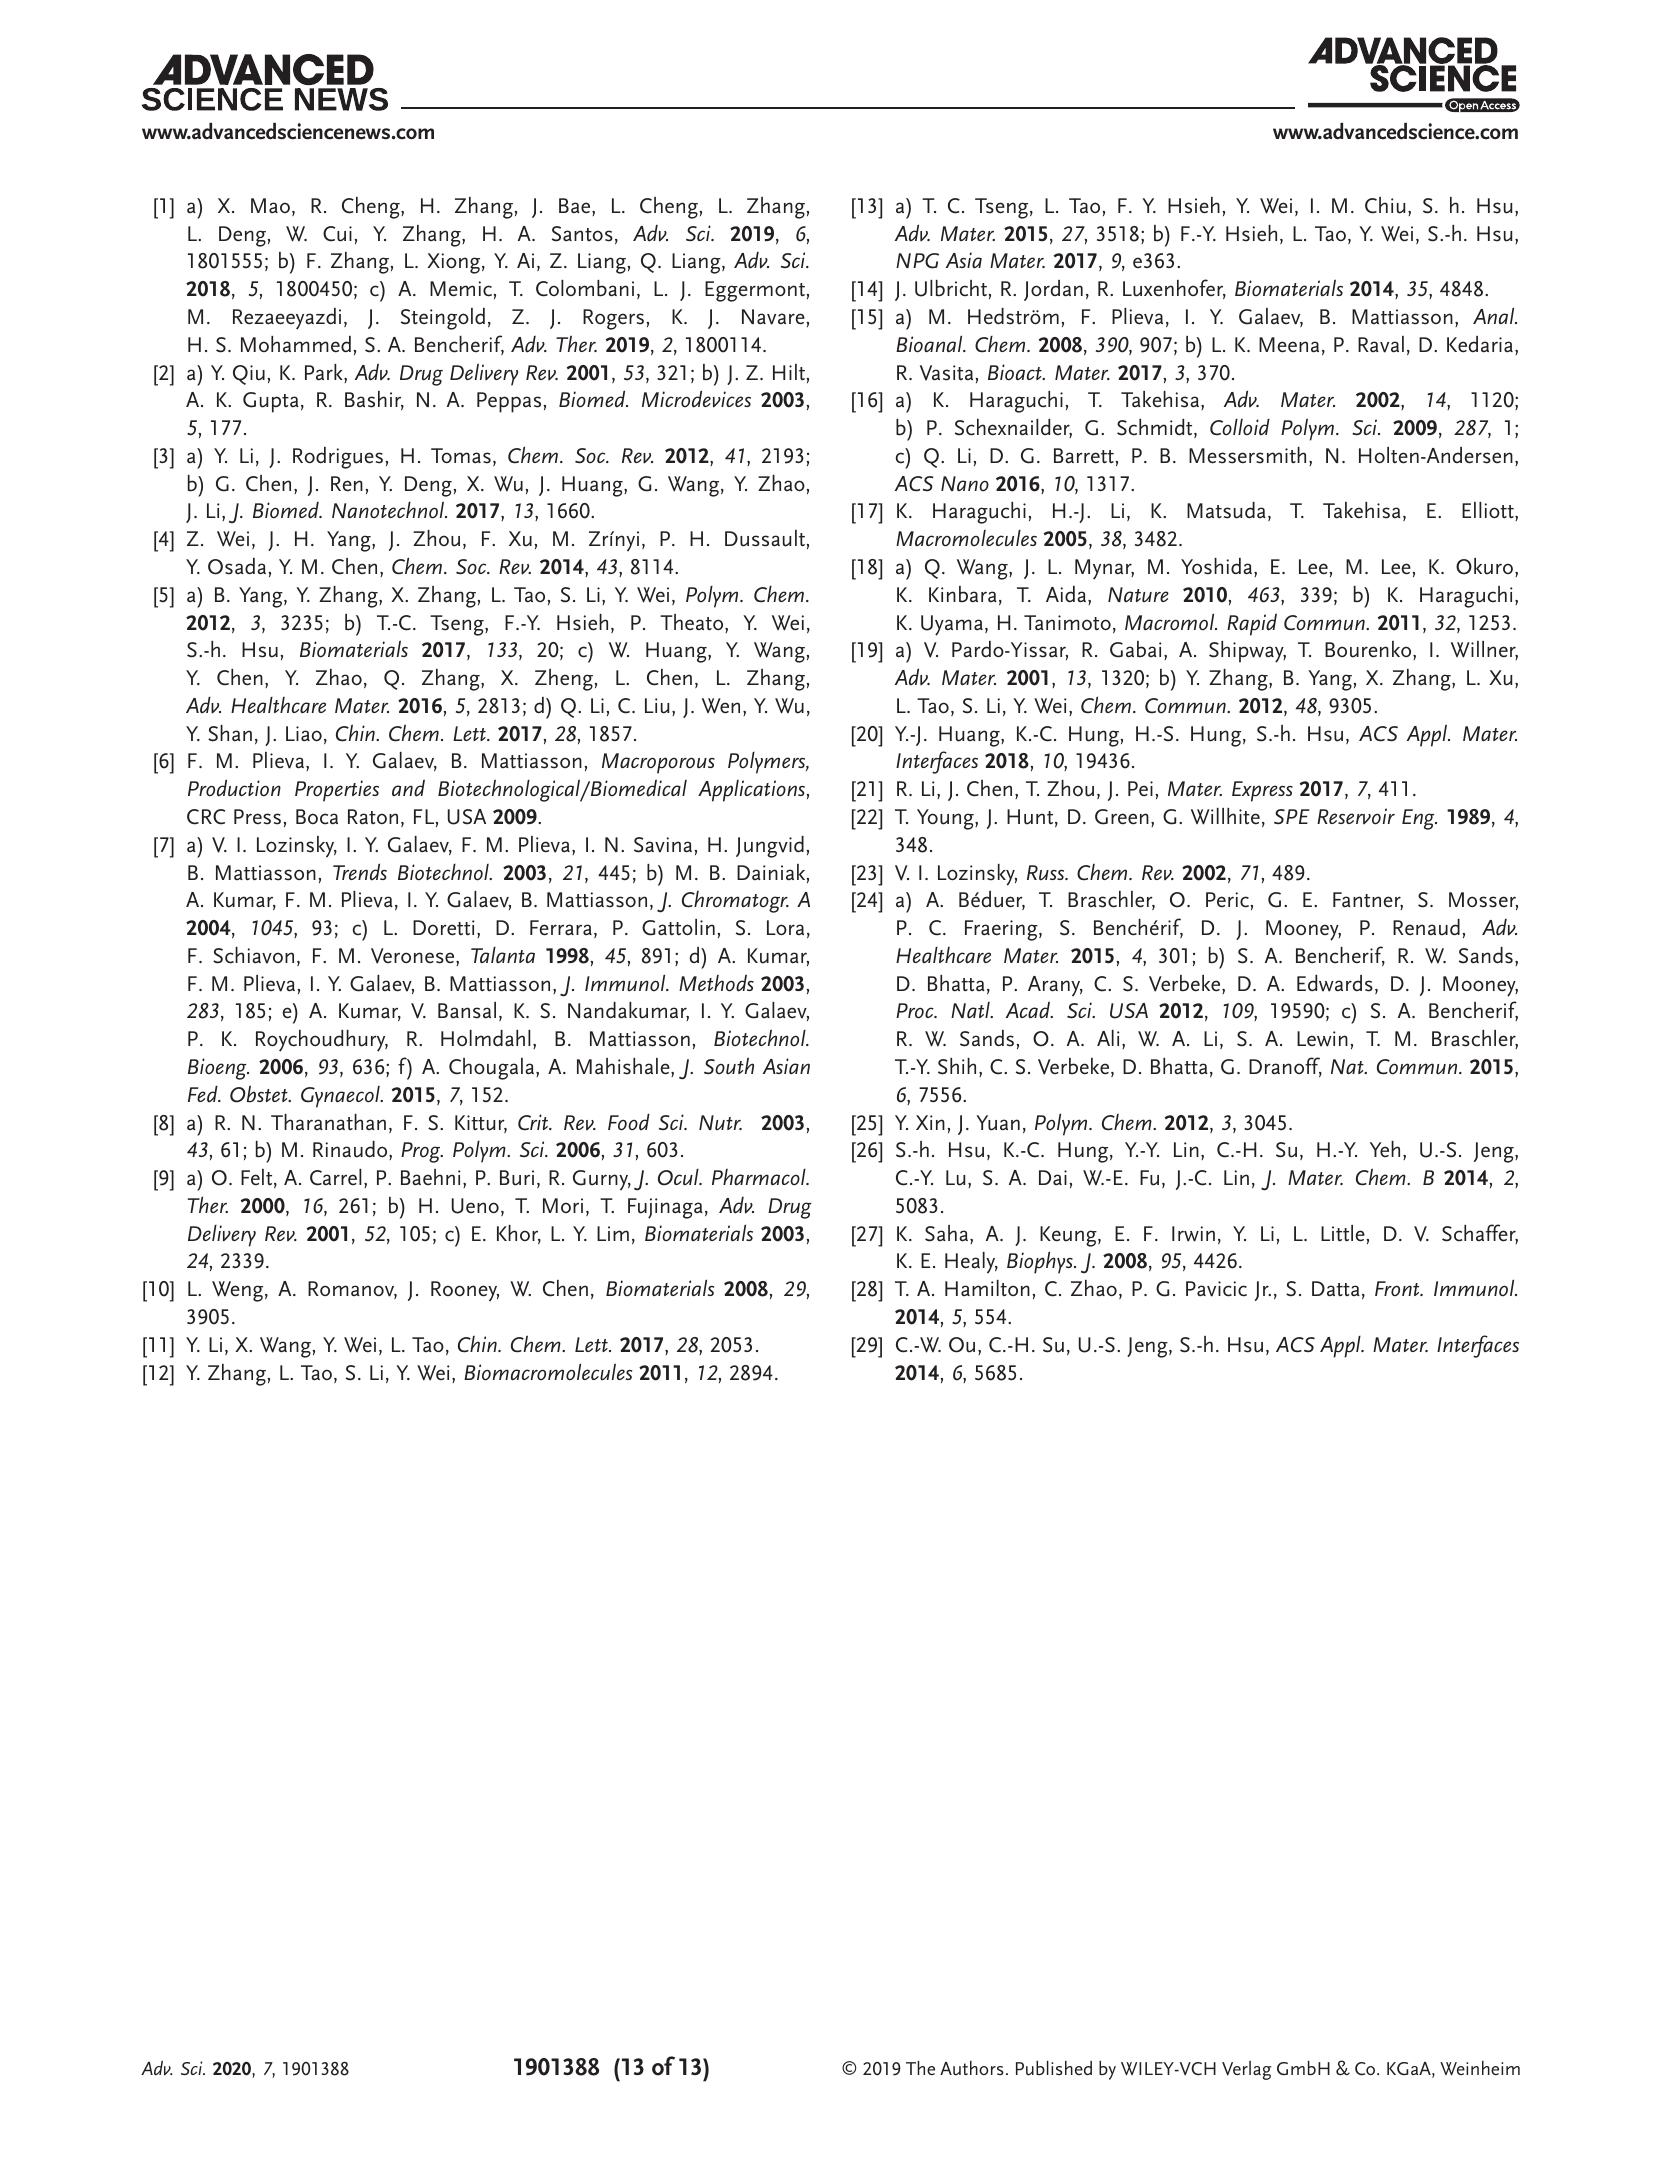 ADVANCED
SCIENCE NEWS
www.advancedsciencenews.com
ADVANCED
SCIENCE
Open Access
www.advancedscience.com
[1] a) X. Mao, R. Cheng, H. Zhang, J. Bae, L. Cheng, L. Zhang,
L. Deng, W. Cui, Y. Zhang, H. A. Santos, Adv. Sci. 2019, 6,
1801555; b) F. Zhang, L. Xiong, Y. Ai, Z. Liang, Q. Liang, Adv. Sci.
2018, 5, 1800450; c) A. Memic, T. Colombani, L. J. Eggermont,
M. Rezaeeyazdi, J. Steingold, Z. J. Rogers, K. J. Navare,
H. S. Mohammed, S. A. Bencherif, Adv. Ther. 2019, 2, 1800114.
[2] a) Y. Qiu, K. Park, Adv. Drug Delivery Rev. 2001, 53, 321; b) J. Z. Hilt,
A. K. Gupta, R. Bashir, N. A. Peppas, Biomed. Microdevices 2003,
5, 177.
[3] a) Y. Li, J. Rodrigues, H. Tomas, Chem. Soc. Rev. 2012, 41, 2193;
b) G. Chen, J. Ren, Y. Deng, X. Wu, J. Huang, G. Wang, Y. Zhao,
J. Li, J. Biomed. Nanotechnol. 2017, 13, 1660.
[4] Z. Wei, J. H. Yang, J. Zhou, F. Xu, M. Zrínyi, P. H. Dussault,
Y. Osada, Y. M. Chen, Chem. Soc. Rev. 2014, 43, 8114.
[5] a) B. Yang, Y. Zhang, X. Zhang, L. Tao, S. Li, Y. Wei, Polym. Chem.
2012, 3, 3235; b) T.-C. Tseng, F.-Y. Hsieh, P. Theato, Y. Wei,
S.-h. Hsu, Biomaterials 2017, 133, 20; c) W. Huang, Y. Wang,
Y. Chen, Y. Zhao, Q. Zhang, X. Zheng, L. Chen, L. Zhang,
Adv. Healthcare Mater. 2016, 5, 2813; d) Q. Li, C. Liu, J. Wen, Y. Wu,
Y. Shan, J. Liao, Chin. Chem. Lett. 2017, 28, 1857.
[6] F. M. Plieva, I. Y. Galaev, B. Mattiasson, Macroporous Polymers,
Production Properties and Biotechnological/Biomedical Applications,
CRC Press, Boca Raton, FL, USA 2009.
[7] a) V. I. Lozinsky, I. Y. Galaev, F. M. Plieva, I. N. Savina, H. Jungvid,
B. Mattiasson, Trends Biotechnol. 2003, 21, 445; b) M. B. Dainiak,
A. Kumar, F. M. Plieva, I. Y. Galaev, B. Mattiasson, J. Chromatogr. A
2004, 1045, 93; c) L. Doretti, D. Ferrara, P. Gattolin, S. Lora,
F. Schiavon, F. M. Veronese, Talanta 1998, 45, 891; d) A. Kumar,
F. M. Plieva, I. Y. Galaev, B. Mattiasson, J. Immunol. Methods 2003,
283, 185; e) A. Kumar, V. Bansal, K. S. Nandakumar, I. Y. Galaev,
P. K. Roychoudhury, R. Holmdahl, B. Mattiasson, Biotechnol.
Bioeng. 2006, 93, 636; f) A. Chougala, A. Mahishale, J. South Asian
Fed. Obstet. Gynaecol. 2015, 7, 152.
[8] a) R. N. Tharanathan, F. S. Kittur, Crit. Rev. Food Sci. Nutr. 2003,
43, 61; b) M. Rinaudo, Prog. Polym. Sci. 2006, 31, 603.
[9] a) O. Felt, A. Carrel, P. Baehni, P. Buri, R. Gurny, J. Ocul. Pharmacol.
Ther. 2000, 16, 261; b) H. Ueno, T. Mori, T. Fujinaga, Adv. Drug
Delivery Rev. 2001, 52, 105; c) E. Khor, L. Y. Lim, Biomaterials 2003,
24, 2339.
[10] L. Weng, A. Romanov, J. Rooney, W. Chen, Biomaterials 2008, 29,
3905.
[11] Y. Li, X. Wang, Y. Wei, L. Tao, Chin. Chem. Lett. 2017, 28, 2053.
[12] Y. Zhang, L. Tao, S. Li, Y. Wei, Biomacromolecules 2011, 12, 2894.
[13] a) T. C. Tseng, L. Tao, F. Y. Hsieh, Y. Wei, I. M. Chiu, S. h. Hsu,
Adv. Mater. 2015, 27, 3518; b) F.-Y. Hsieh, L. Tao, Y. Wei, S.-h. Hsu,
NPG Asia Mater. 2017, 9, e363.
[14] J. Ulbricht, R. Jordan, R. Luxenhofer, Biomaterials 2014, 35, 4848.
[15] a) M. Hedström, F. Plieva, I. Y. Galaev, B. Mattiasson, Anal.
Bioanal. Chem. 2008, 390, 907; b) L. K. Meena, P. Raval, D. Kedaria,
R. Vasita, Bioact. Mater. 2017, 3, 370.
[16] a) K. Haraguchi, T. Takehisa, Adv. Mater. 2002, 14, 1120;
b) P. Schexnailder, G. Schmidt, Colloid Polym. Sci. 2009, 287, 1;
c) Q. Li, D. G. Barrett, P. B. Messersmith, N. Holten-Andersen,
ACS Nano 2016, 10, 1317.
[17] K. Haraguchi, H.-J. Li, K. Matsuda, T. Takehisa, E. Elliott,
Macromolecules 2005, 38, 3482.
[18] a) Q. Wang, J. L. Mynar, M. Yoshida, E. Lee, M. Lee, K. Okuro,
K. Kinbara, T. Aida, Nature 2010, 463, 339; b) K. Haraguchi,
K. Uyama, H. Tanimoto, Macromol. Rapid Commun. 2011, 32, 1253.
[19] a) V. Pardo-Yissar, R. Gabai, A. Shipway, T. Bourenko, I. Willner,
Adv. Mater. 2001, 13, 1320; b) Y. Zhang, B. Yang, X. Zhang, L. Xu,
L. Tao, S. Li, Y. Wei, Chem. Commun. 2012, 48, 9305.
[20] Y.-J. Huang, K.-C. Hung, H.-S. Hung, S.-h. Hsu, ACS Appl. Mater.
Interfaces 2018, 10, 19436.
[21] R. Li, J. Chen, T. Zhou, J. Pei, Mater. Express 2017, 7, 411.
[22] T. Young, J. Hunt, D. Green, G. Willhite, SPE Reservoir Eng. 1989, 4,
348.
[23] V. I. Lozinsky, Russ. Chem. Rev. 2002, 71, 489.
[24] a) A. Béduer, T. Braschler, O. Peric, G. E. Fantner, S. Mosser,
P. C. Fraering, S. Benchérif, D. J. Mooney, P. Renaud, Adv.
Healthcare Mater. 2015, 4, 301; b) S. A. Bencherif, R. W. Sands,
D. Bhatta, P. Arany, C. S. Verbeke, D. A. Edwards, D. J. Mooney,
Proc. Natl. Acad. Sci. USA 2012, 109, 19590; c) S. A. Bencherif,
R. W. Sands, O. A. Ali, W. A. Li, S. A. Lewin, T. M. Braschler,
T.-Y. Shih, C. S. Verbeke, D. Bhatta, G. Dranoff, Nat. Commun. 2015,
6, 7556.
[25] Y. Xin, J. Yuan, Polym. Chem. 2012, 3, 3045.
[26] S.-h. Hsu, K.-C. Hung, Y.-Y. Lin, C.-H. Su, H.-Y. Yeh, U.-S. Jeng,
C.-Y. Lu, S. A. Dai, W.-E. Fu, J.-C. Lin, J. Mater. Chem. B 2014, 2,
5083.
[27] K. Saha, A. J. Keung, E. F. Irwin, Y. Li, L. Little, D. V. Schaffer,
K. E. Healy, Biophys. J. 2008, 95, 4426.
[28] T. A. Hamilton, C. Zhao, P. G. Pavicic Jr., S. Datta, Front. Immunol.
2014, 5, 554.
[29] C.-W. Ou, C.-H. Su, U.-S. Jeng, S.-h. Hsu, ACS Appl. Mater. Interfaces
2014, 6, 5685.
Adv. Sci. 2020, 7, 1901388
1901388 (13 of 13)
© 2019 The Authors. Published by WILEY-VCH Verlag GmbH & Co. KGaA, Weinheim